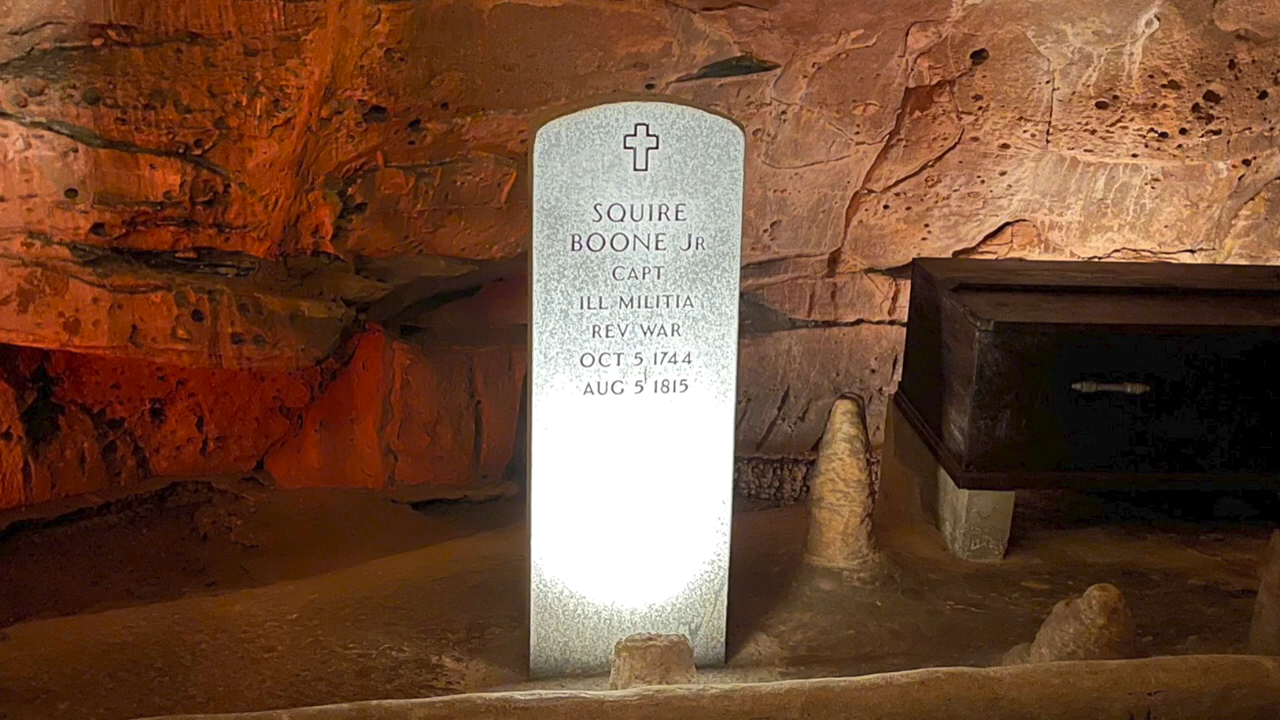 SQUIRE
BOONE JR
CAPT
ILL MILITIA
REV WAR
OCT 5 1744
AUG 5 1815